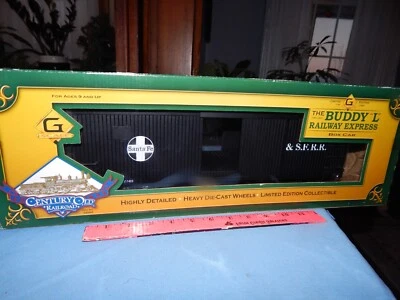 FOR AGES 8 AND UP
G
G
THE BUDDY "L"
RAILWAY EXPRESS
BOX CAR
Santa Fe
& S.F.R.R.
CENTURY OLD
RAILROAD
HIGHLY DETAILED • HEAVY DIE-CAST WHEELS • LIMITED EDITION COLLECTIBLE